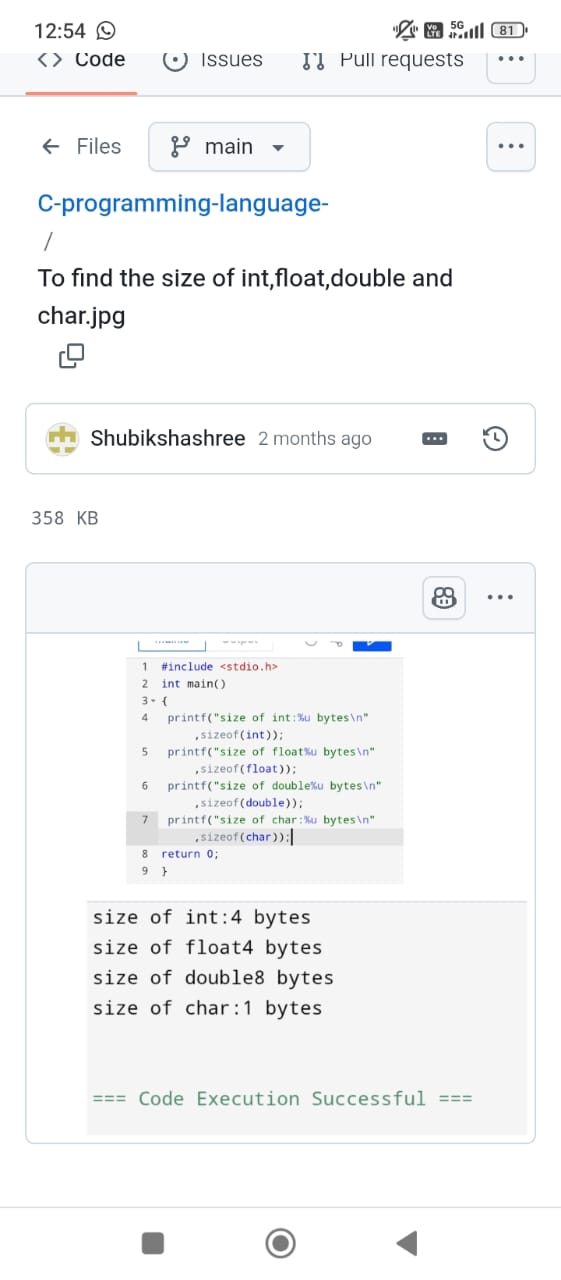 12:54
Vo LTE 5G 81
Code Issues Pull requests
Files main
C-programming-language-
/
To find the size of int,float,double and
char.jpg
Shubikshashree 2 months ago
358 KB
1 #include <stdio.h>
2 int main()
3 {
4 printf("size of int:%u bytes\n"
,sizeof(int));
5 printf("size of float%u bytes\n"
,sizeof(float));
6 printf("size of double%u bytes\n"
,sizeof(double));
7 printf("size of char:%u bytes\n"
,sizeof(char));
8 return 0;
9 }
size of int:4 bytes
size of float4 bytes
size of double8 bytes
size of char:1 bytes
=== Code Execution Successful ===